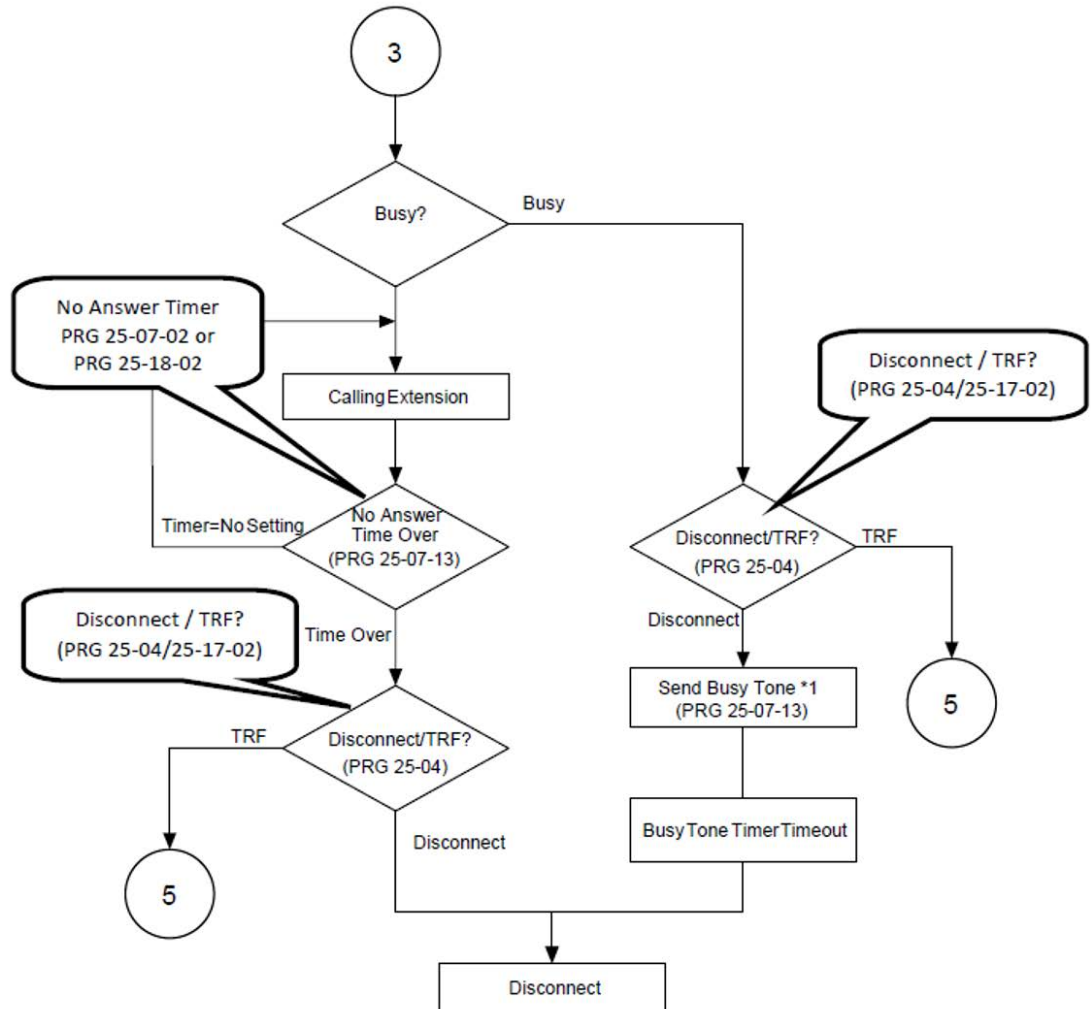 3
Busy?
Busy
No Answer Timer
PRG 25-07-02 or
PRG 25-18-02
Calling Extension
Disconnect / TRF?
(PRG 25-04/25-17-02)
Timer=No Setting
No Answer
Time Over
(PRG 25-07-13)
Disconnect/TRF?
(PRG 25-04)
TRF
Disconnect / TRF?
(PRG 25-04/25-17-02)
Time Over
Disconnect
Send Busy Tone *1
(PRG 25-07-13)
5
TRF
Disconnect/TRF?
(PRG 25-04)
Disconnect
Busy Tone Timer Timeout
5
Disconnect